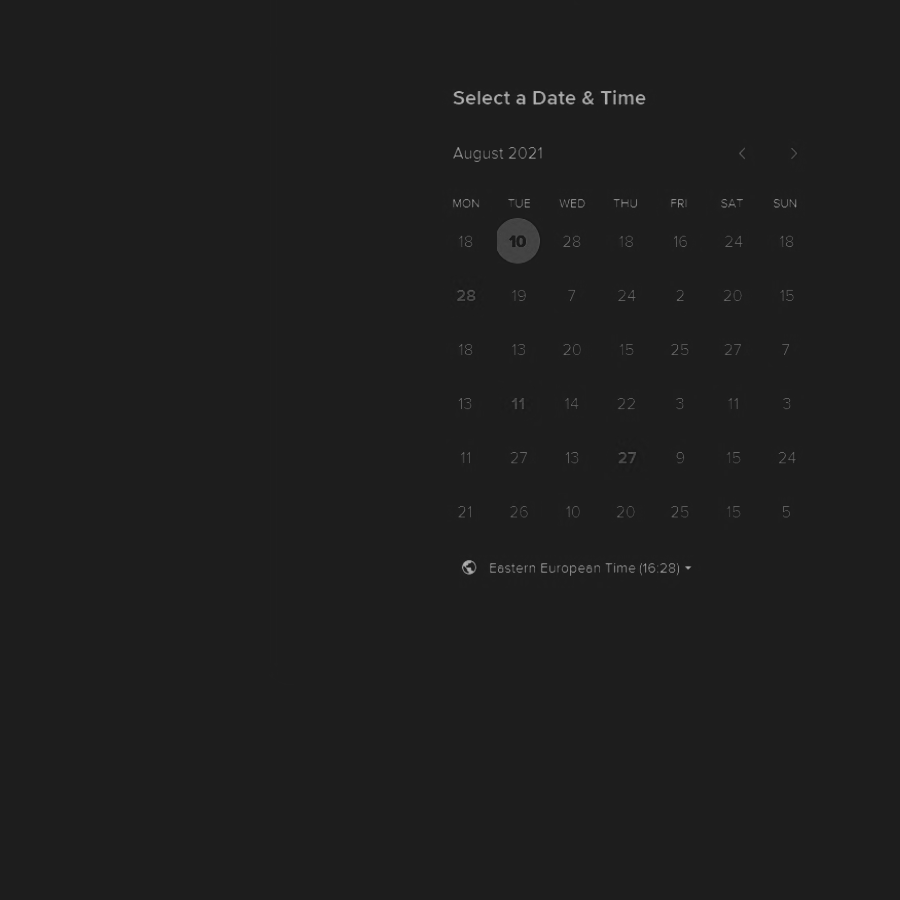 Select a Date & Time
August 2021
MON TUE WED THU FRI SAT SUN
18 10 28 18 16 24 18
28 19 7 24 2 20 15
18 13 20 15 25 27 7
13 11 14 22 3 11 3
11 27 13 27 9 15 24
21 26 10 20 25 15 5
Eastern European Time (16:28)